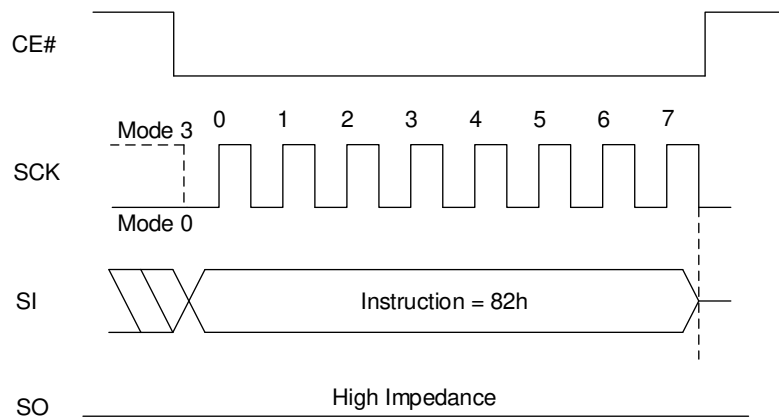 CE#
0 1 2 3 4 5 6 7
Mode 3
SCK
Mode 0
SI
Instruction = 82h
High Impedance
SO